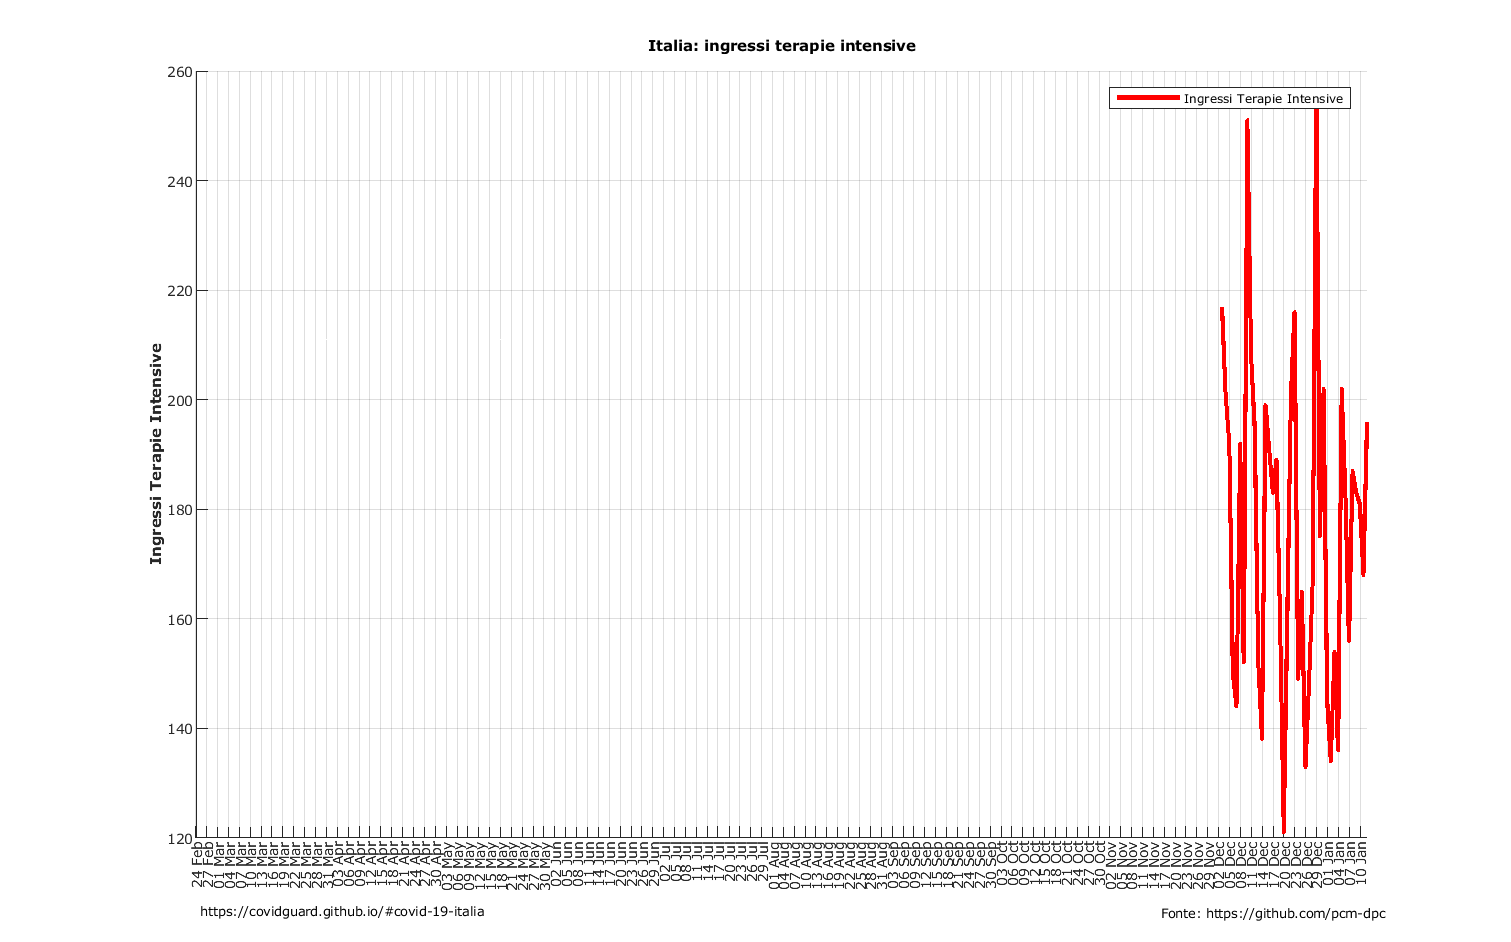 Italia: ingressi terapie intensive
Ingressi Terapie Intensive
Ingressi Terapie Intensive
260
240
220
200
180
160
140
120
24 Feb
27 Feb
01 Mar
04 Mar
07 Mar
10 Mar
13 Mar
16 Mar
19 Mar
22 Mar
25 Mar
28 Mar
31 Mar
03 Apr
06 Apr
09 Apr
12 Apr
15 Apr
18 Apr
21 Apr
24 Apr
27 Apr
30 Apr
03 May
06 May
09 May
12 May
15 May
18 May
21 May
24 May
27 May
30 May
02 Jun
05 Jun
08 Jun
11 Jun
14 Jun
17 Jun
20 Jun
23 Jun
26 Jun
29 Jun
02 Jul
05 Jul
08 Jul
11 Jul
14 Jul
17 Jul
20 Jul
23 Jul
26 Jul
29 Jul
01 Aug
04 Aug
07 Aug
10 Aug
13 Aug
16 Aug
19 Aug
22 Aug
25 Aug
28 Aug
31 Aug
03 Sep
06 Sep
09 Sep
12 Sep
15 Sep
18 Sep
21 Sep
24 Sep
27 Sep
30 Sep
03 Oct
06 Oct
09 Oct
12 Oct
15 Oct
18 Oct
21 Oct
24 Oct
27 Oct
30 Oct
02 Nov
05 Nov
08 Nov
11 Nov
14 Nov
17 Nov
20 Nov
23 Nov
26 Nov
29 Nov
02 Dec
05 Dec
08 Dec
11 Dec
14 Dec
17 Dec
20 Dec
23 Dec
26 Dec
29 Dec
01 Jan
04 Jan
07 Jan
10 Jan
https://covidguard.github.io/#covid-19-italia
Fonte: https://github.com/pcm-dpc